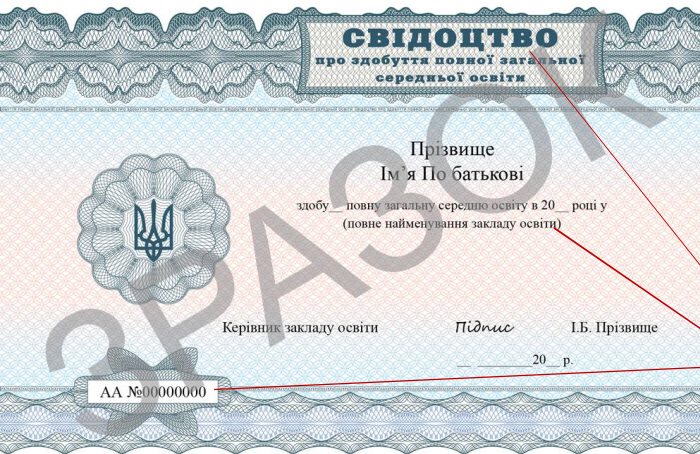 СВІДОЦТВО
про здобуття повної загальної
середньої освіти
Прізвище
Ім’я По батькові
здобу__ повну загальну середню освіту в 20__ році у
(повне найменування закладу освіти)
ЗРАЗОК
Керівник закладу освіти Підпис І.Б. Прізвище
__ ________20__ р.
АА №00000000